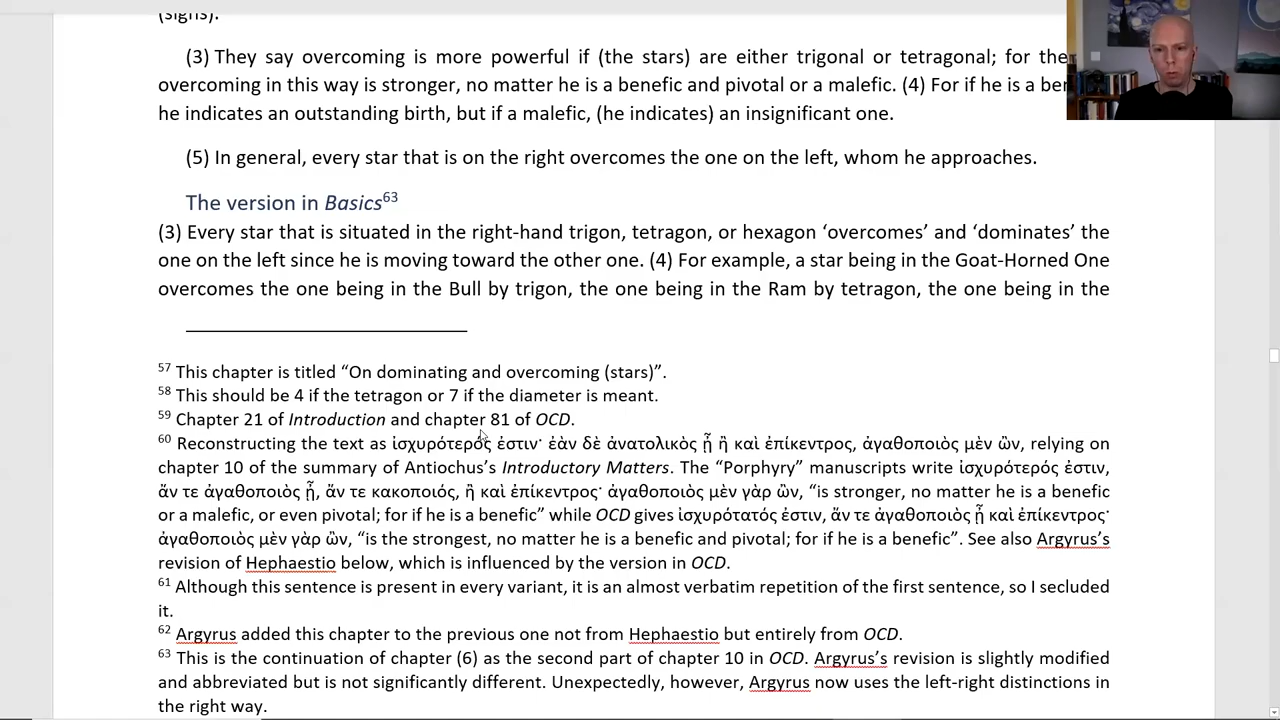 (signs).
(3) They say overcoming is more powerful if (the stars) are either trigonal or tetragonal; for the
overcoming in this way is stronger, no matter he is a benefic and pivotal or a malefic. (4) For if he is a
he indicates an outstanding birth, but if a malefic, (he indicates) an insignificant one.
(5) In general, every star that is on the right overcomes the one on the left, whom he approaches.
The version in Basics63
(3) Every star that is situated in the right-hand trigon, tetragon, or hexagon ‘overcomes’ and ‘dominates’ the
one on the left since he is moving toward the other one. (4) For example, a star being in the Goat-Horned One
overcomes the one being in the Bull by trigon, the one being in the Ram by tetragon, the one being in the
57 This chapter is titled “On dominating and overcoming (stars)”.
58 This should be 4 if the tetragon or 7 if the diameter is meant.
59 Chapter 21 of Introduction and chapter 81 of OCD.
60 Reconstructing the text as ἰσχυρότερός ἐστιν· ἐὰν δὲ ἀνατολικὸς ᾖ ἢ καὶ ἐπίκεντρος, ἀγαθοποιὸς μὲν ὢν, relying on
chapter 10 of the summary of Antiochus’s Introductory Matters. The “Porphyry” manuscripts write ἰσχυρότερός ἐστιν,
ἄν τε ἀγαθοποιὸς ᾖ, ἄν τε κακοποιός, ἢ καὶ ἐπίκεντρος· ἀγαθοποιὸς μὲν γὰρ ὢν, “is stronger, no matter he is a benefic
or a malefic, or even pivotal; for if he is a benefic” while OCD gives ἰσχυρότατός ἐστιν, ἄν τε ἀγαθοποιὸς ᾖ καὶ ἐπίκεντρος·
ἀγαθοποιὸς μὲν γὰρ ὢν, “is the strongest, no matter he is a benefic and pivotal; for if he is a benefic”. See also Argyrus’s
revision of Hephaestio below, which is influenced by the version in OCD.
61 Although this sentence is present in every variant, it is an almost verbatim repetition of the first sentence, so I secluded
it.
62 Argyrus added this chapter to the previous one not from Hephaestio but entirely from OCD.
63 This is the continuation of chapter (6) as the second part of chapter 10 in OCD. Argyrus’s revision is slightly modified
and abbreviated but is not significantly different. Unexpectedly, however, Argyrus now uses the left-right distinctions in
the right way.